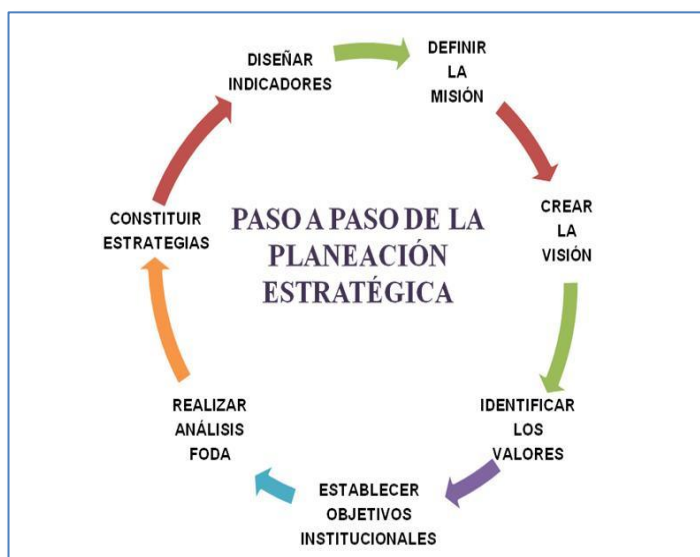 PASO A PASO DE LA
PLANEACIÓN
ESTRATÉGICA
DEFINIR
LA
MISIÓN
CREAR
LA
VISIÓN
IDENTIFICAR
LOS
VALORES
ESTABLECER
OBJETIVOS
INSTITUCIONALES
REALIZAR
ANÁLISIS
FODA
CONSTITUIR
ESTRATEGIAS
DISEÑAR
INDICADORES